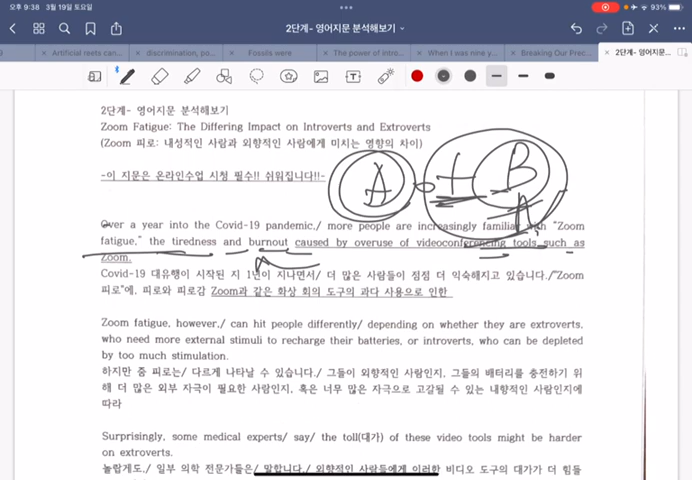 오후 9:38 3월 19일 토요일
93%
2단계- 영어지문 분석해보기
Artificial reefs can...
discrimination, po...
Fossils were
The power of intro...
When I was nine y...
Breaking Our Prec...
2단계- 영어지문...
2단계- 영어지문 분석해보기
Zoom Fatigue: The Differing Impact on Introverts and Extroverts
(Zoom 피로: 내성적인 사람과 외향적인 사람에게 미치는 영향의 차이)
-이 지문은 온라인수업 시청 필수!! 쉬워집니다!!-
A + B
Over a year into the Covid-19 pandemic,/ more people are increasingly familiar with "Zoom
fatigue," the tiredness and burnout caused by overuse of videoconferencing tools such as
Zoom.
Covid-19 대유행이 시작된 지 1년이 지나면서/ 더 많은 사람들이 점점 더 익숙해지고 있습니다./"Zoom
피로"에, 피로와 피로감 Zoom과 같은 화상 회의 도구의 과다 사용으로 인한
Zoom fatigue, however,/ can hit people differently/ depending on whether they are extroverts,
who need more external stimuli to recharge their batteries, or introverts, who can be depleted
by too much stimulation.
하지만 줌 피로는/ 다르게 나타날 수 있습니다./ 그들이 외향적인 사람인지, 그들의 배터리를 충전하기 위
해 더 많은 외부 자극이 필요한 사람인지, 혹은 너무 많은 자극으로 고갈될 수 있는 내향적인 사람인지에
따라
Surprisingly, some medical experts/ say/ the toll(대가) of these video tools might be harder
on extroverts.
놀랍게도,/ 일부 의학 전문가들은/ 말합니다./ 외향적인 사람들에게 이러한 비디오 도구의 대가가 더 힘들